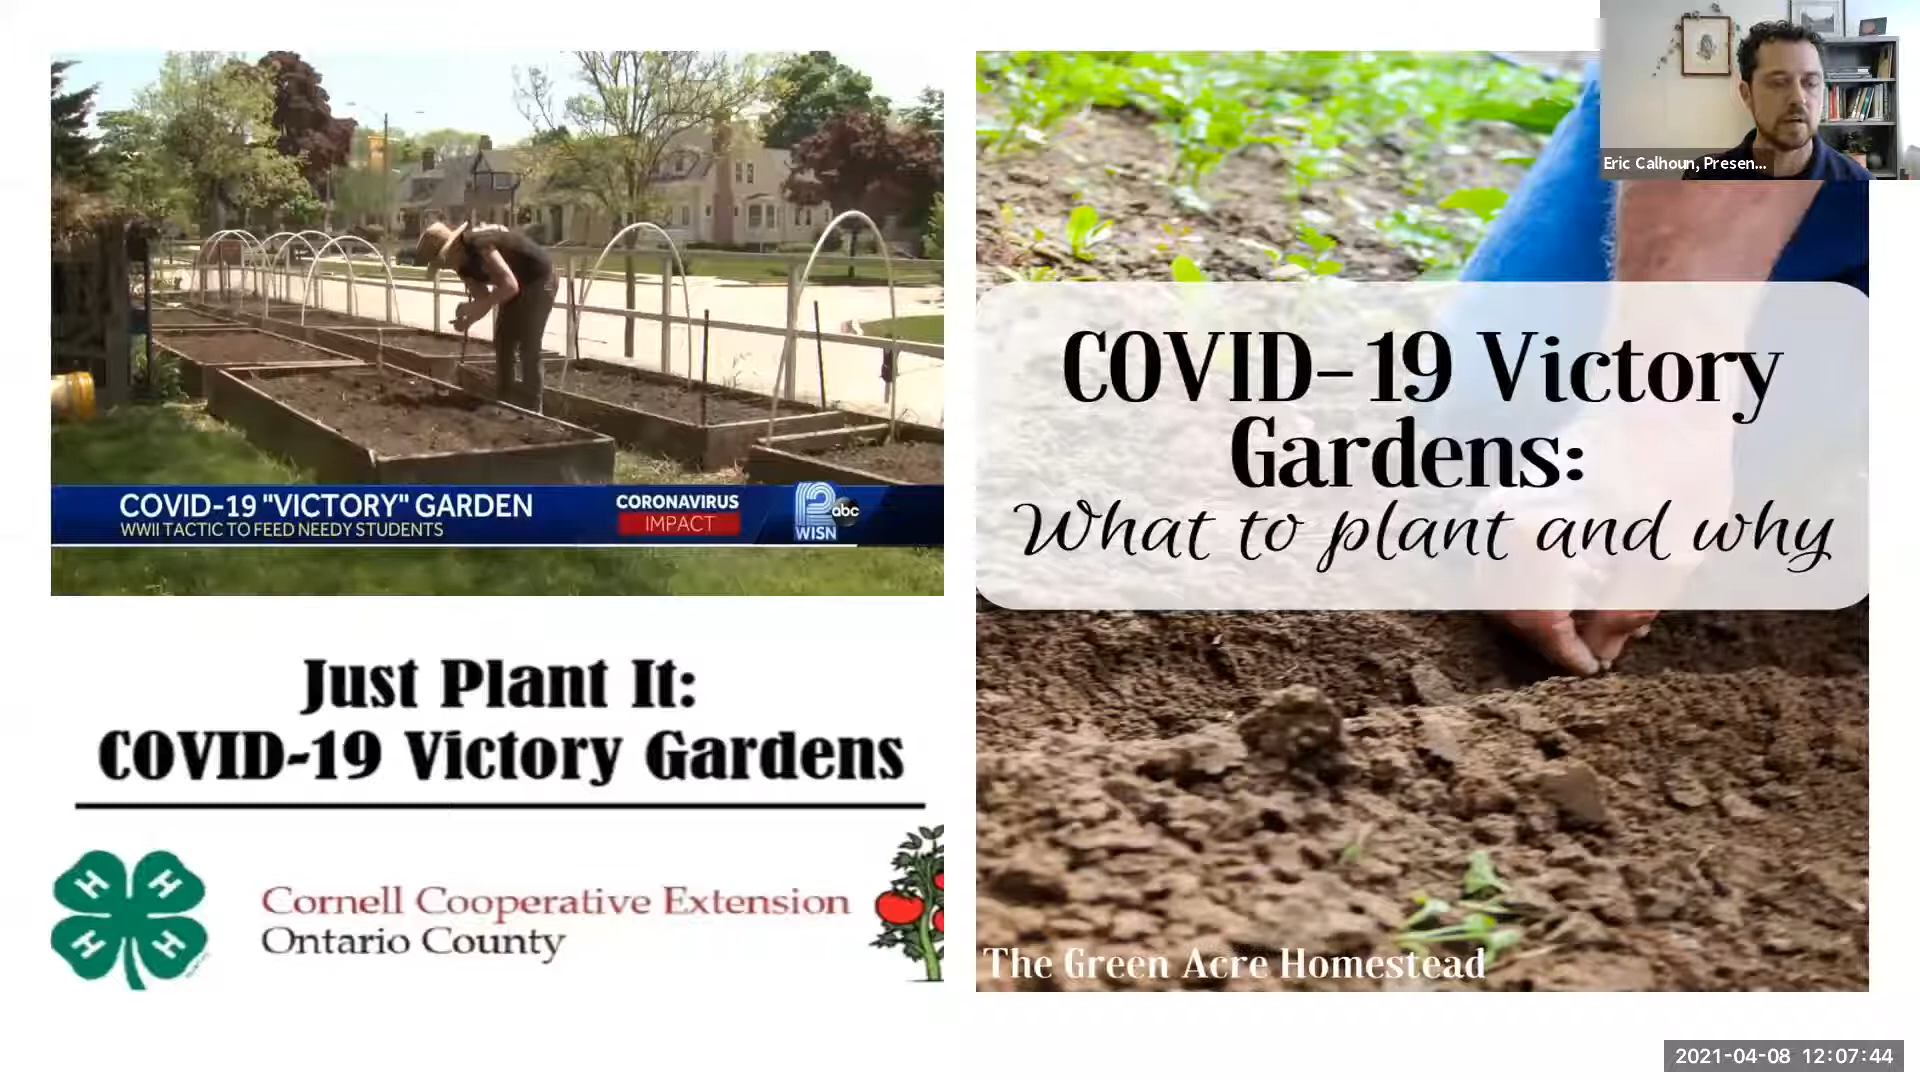 COVID-19 "VICTORY" GARDEN
WWII TACTIC TO FEED NEEDY STUDENTS
CORONAVIRUS
IMPACT
12
abc
WISN
Just Plant It:
COVID-19 Victory Gardens
H H
H H
Cornell Cooperative Extension
Ontario County
COVID-19 Victory
Gardens:
What to plant and why
The Green Acre Homestead
Eric Calhoun, Presen...
2021-04-08 12:07:44